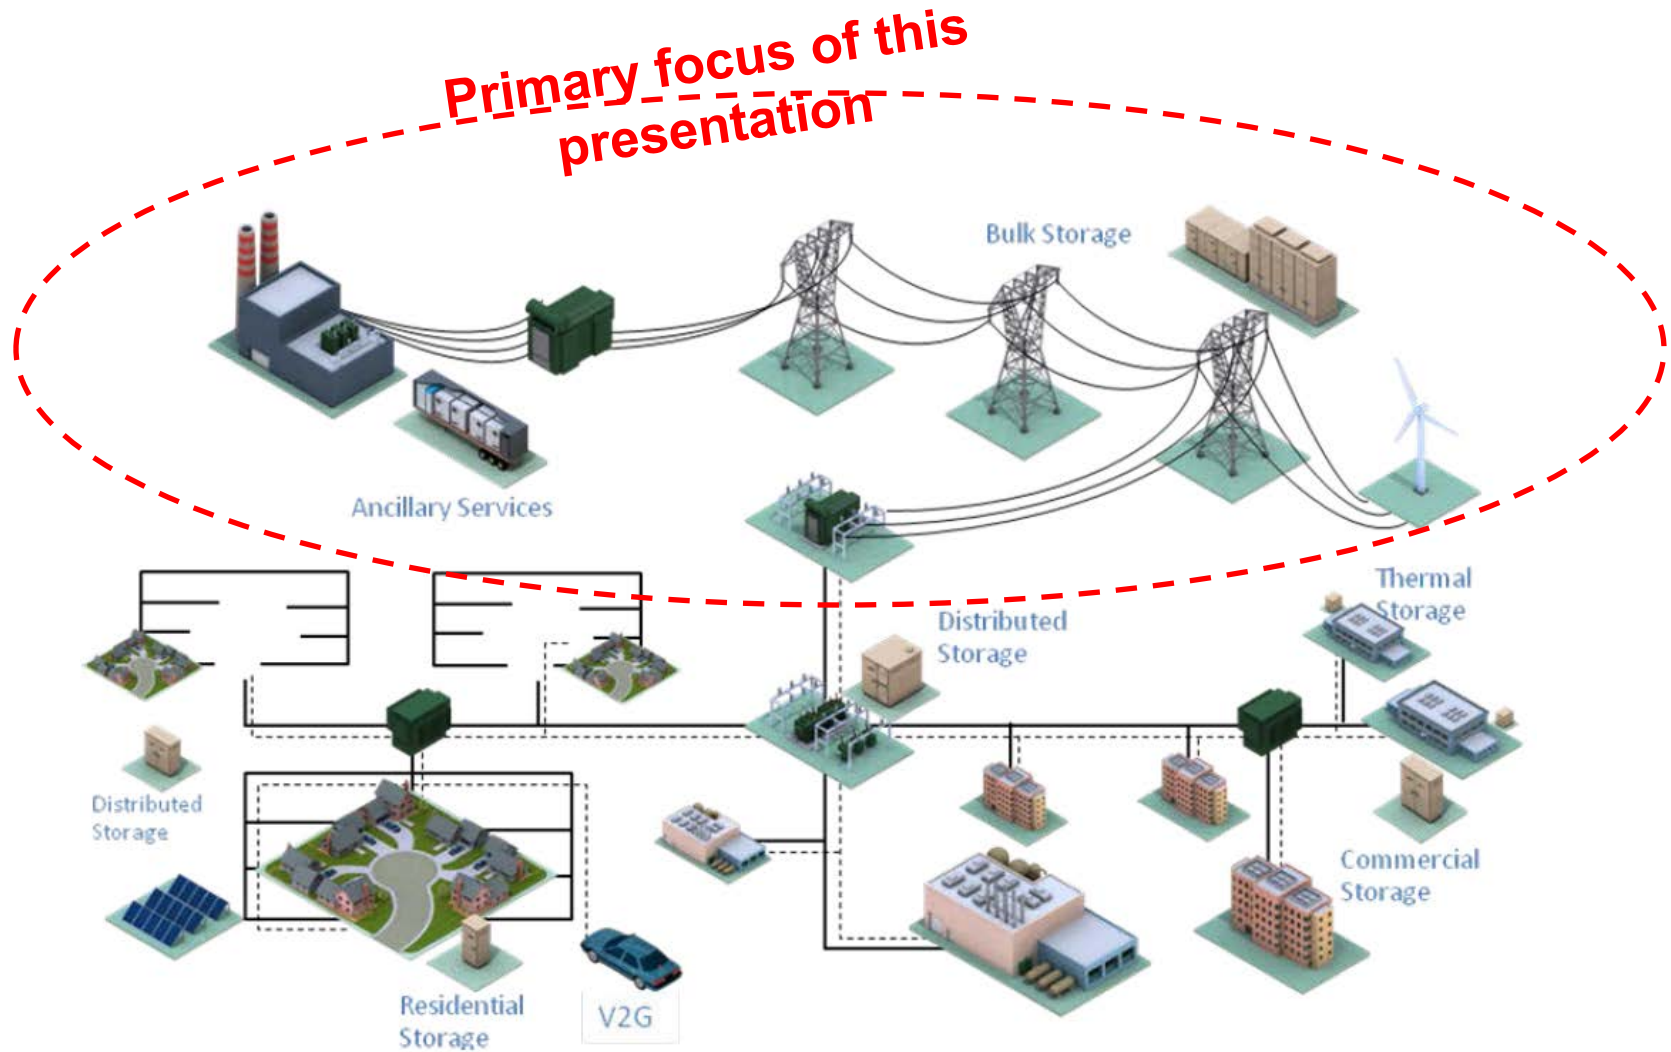 Primary focus of this
presentation
Bulk Storage
Ancillary Services
Thermal
Storage
Distributed
Storage
Distributed
Storage
Commercial
Storage
Residential
Storage
V2G